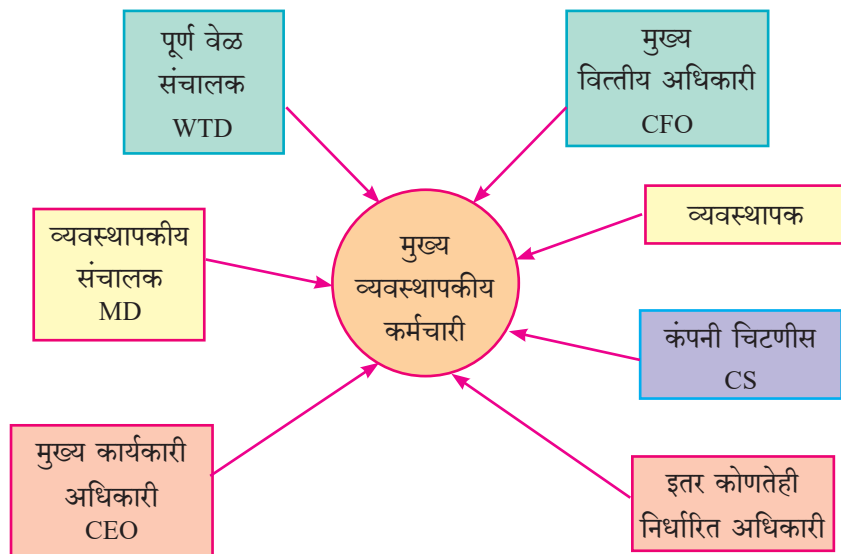 पूर्ण वेळ
संचालक
WTD
मुख्य
वित्तीय अधिकारी
CFO
व्यवस्थापकीय
संचालक
MD
मुख्य
व्यवस्थापकीय
कर्मचारी
व्यवस्थापक
कंपनी चिटणीस
CS
मुख्य कार्यकारी
अधिकारी
CEO
इतर कोणतेही
निर्धारित अधिकारी